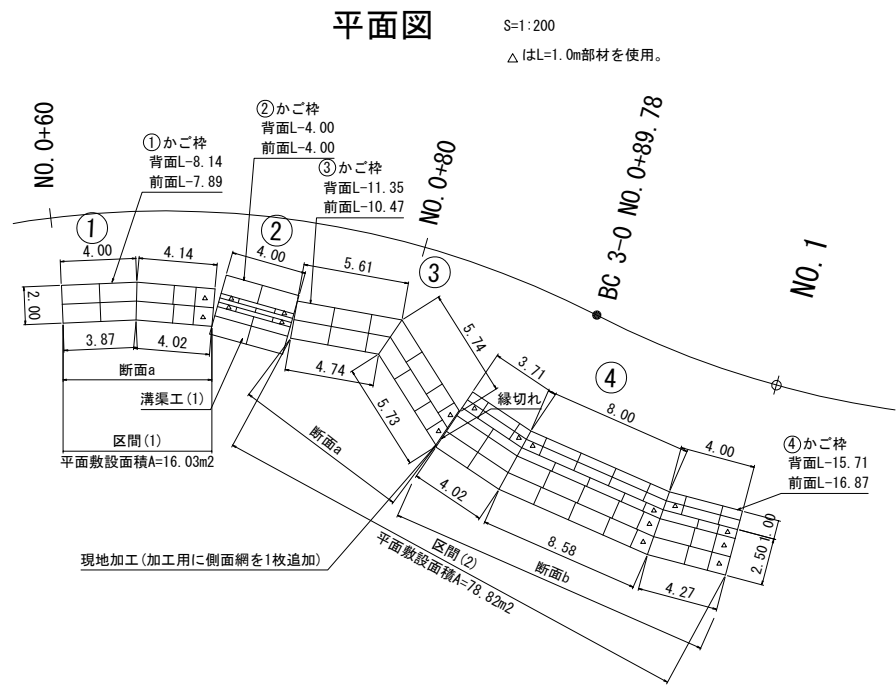 平面図
S=1:200
△はL=1.0m部材を使用。
NO.0+60
①かご枠
背面L-8.14
前面L-7.89
②かご枠
背面L-4.00
前面L-4.00
③かご枠
背面L-11.35
前面L-10.47
NO.0+80
BC 3-0 NO.0+89.78
NO.1
①
②
③
④
4.00
4.14
4.00
5.61
2.00
3.87
4.02
4.74
5.74
5.73
3.71
8.00
4.00
断面a
溝渠工(1)
区間(1)
平面敷設面積A=16.03m2
断面a
縁切れ
④かご枠
背面L-15.71
前面L-16.87
4.02
8.58
4.27
1.00
2.50
現地加工(加工用に側面網を1枚追加)
区間(2)
平面敷設面積A=78.82m2
断面b